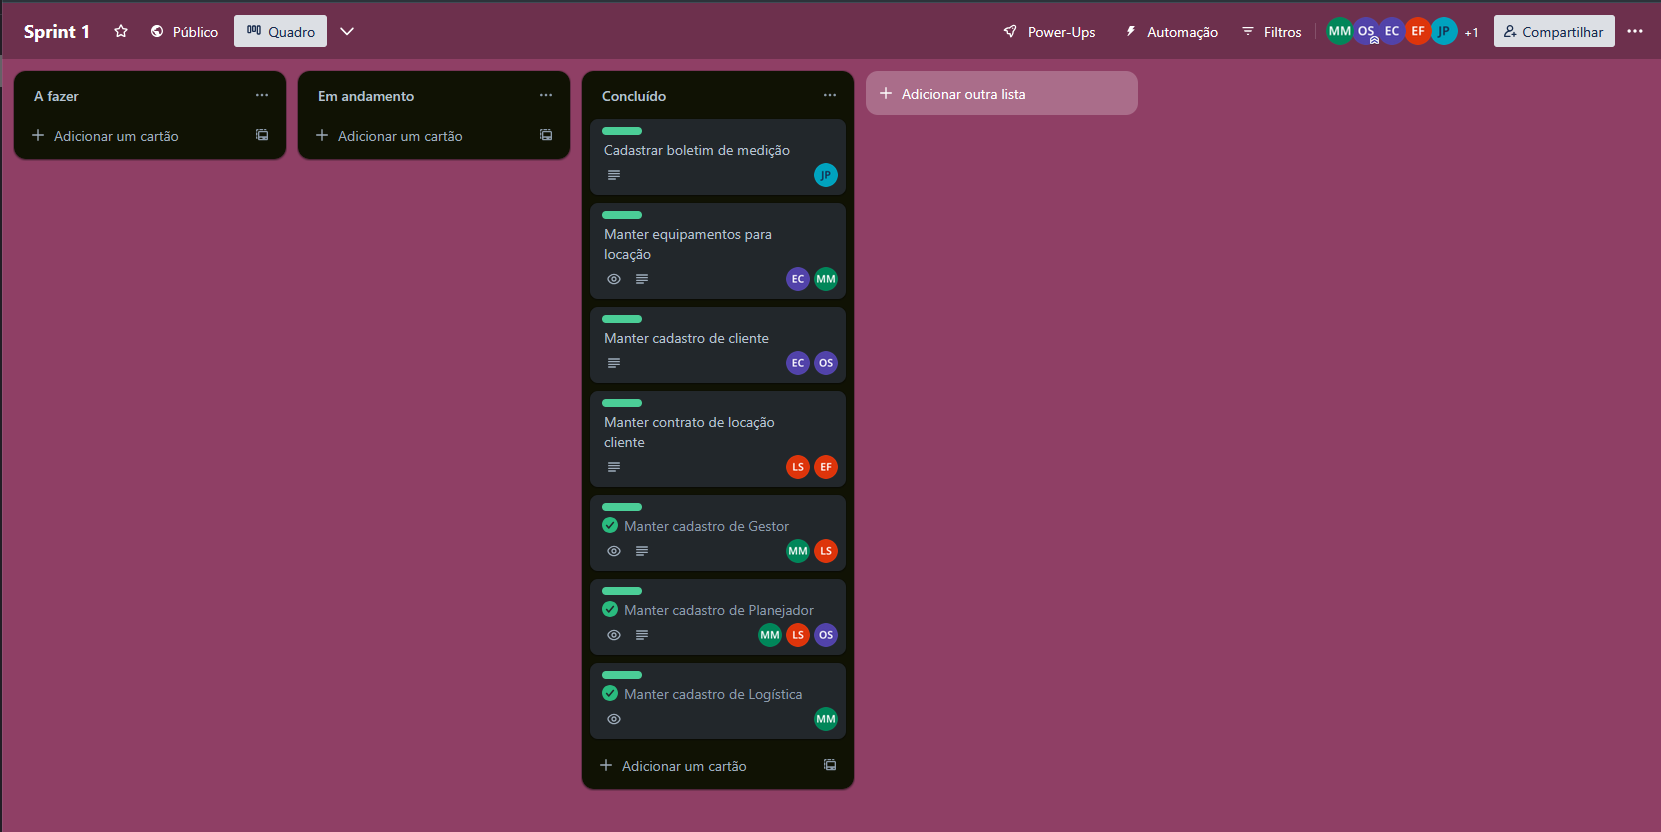 Sprint 1
Público
Quadro
Power-Ups
Automação
Filtros
MM
OS
EC
EF
JP
+1
Compartilhar
A fazer
Adicionar um cartão
Em andamento
Adicionar um cartão
Concluído
Cadastrar boletim de medição
JP
Manter equipamentos para
locação
EC
MM
Manter cadastro de cliente
EC
OS
Manter contrato de locação
cliente
LS
EF
Manter cadastro de Gestor
MM
LS
Manter cadastro de Planejador
MM
LS
OS
Manter cadastro de Logística
MM
Adicionar um cartão
Adicionar outra lista